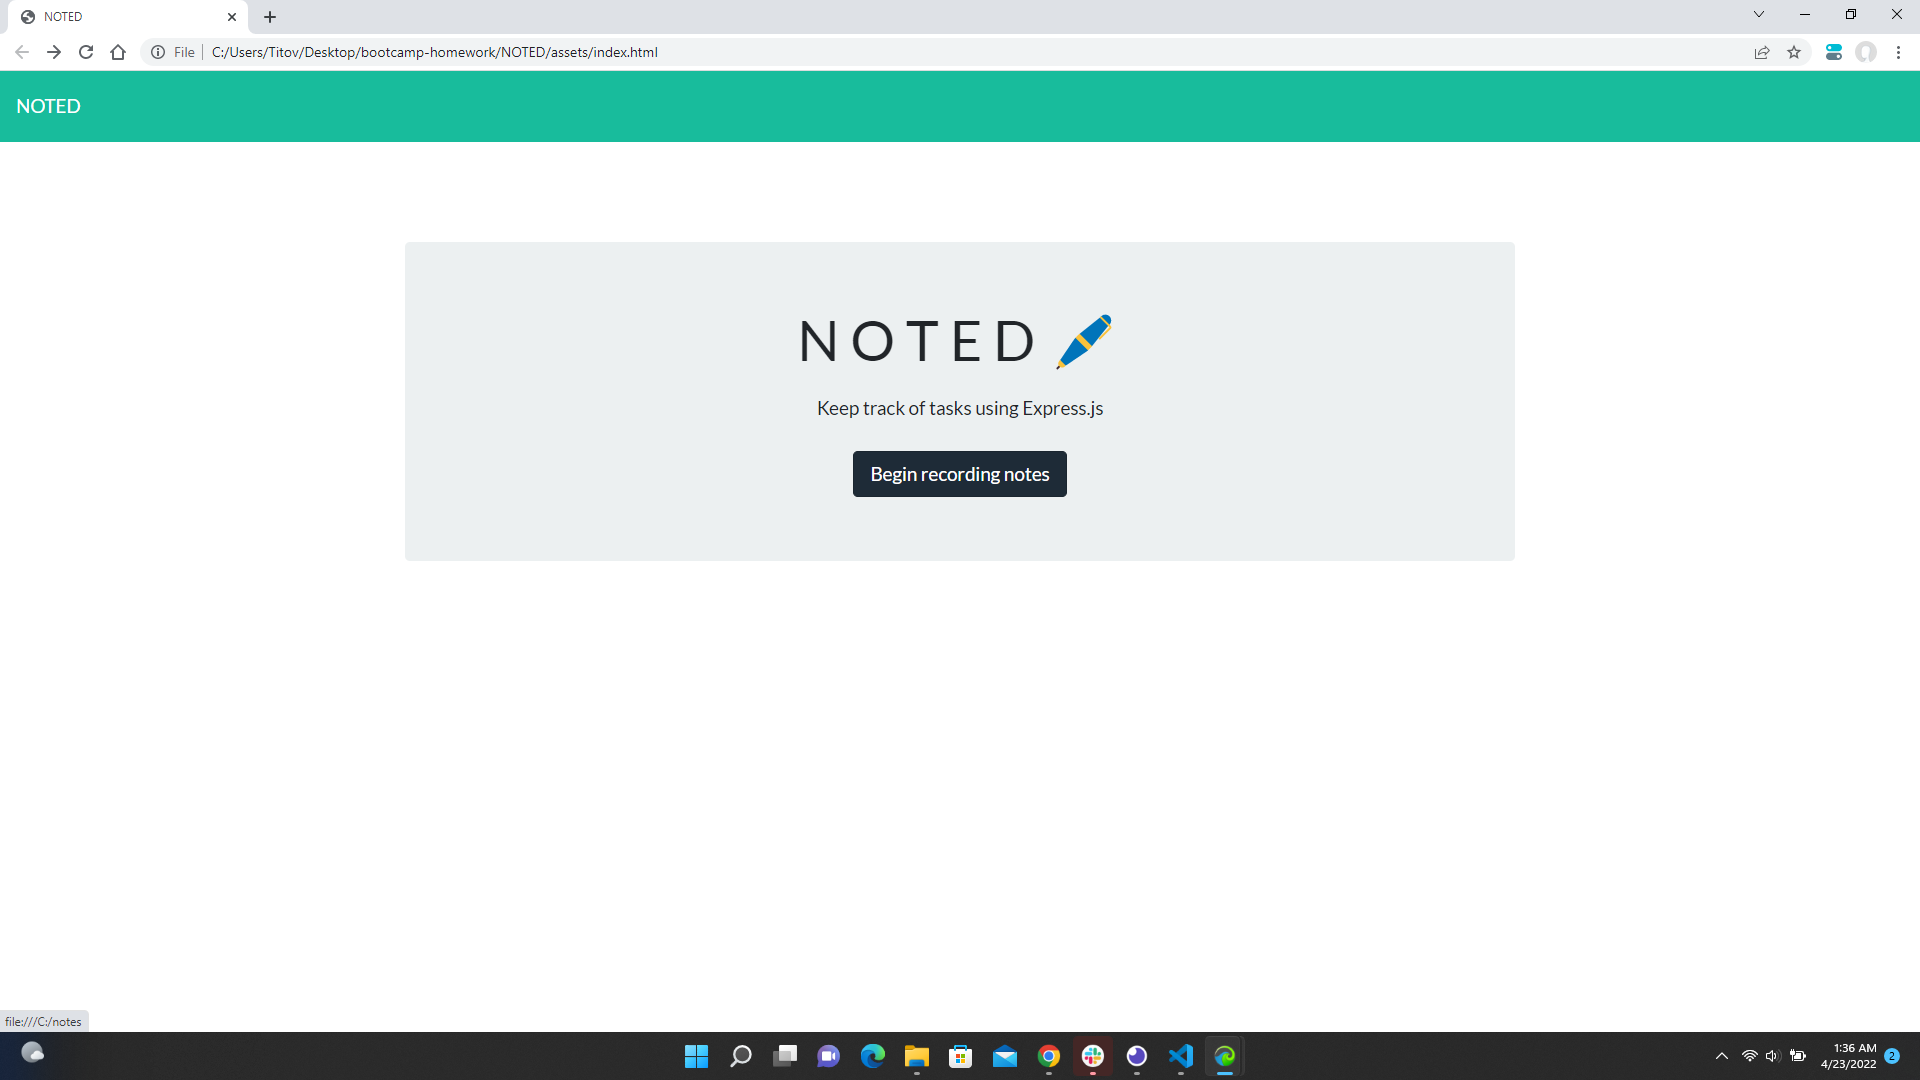 NOTED
File
C:/Users/Titov/Desktop/bootcamp-homework/NOTED/assets/index.html
NOTED
NOTED
Keep track of tasks using Express.js
Begin recording notes
file:///C:/notes
1:36 AM
4/23/2022
2